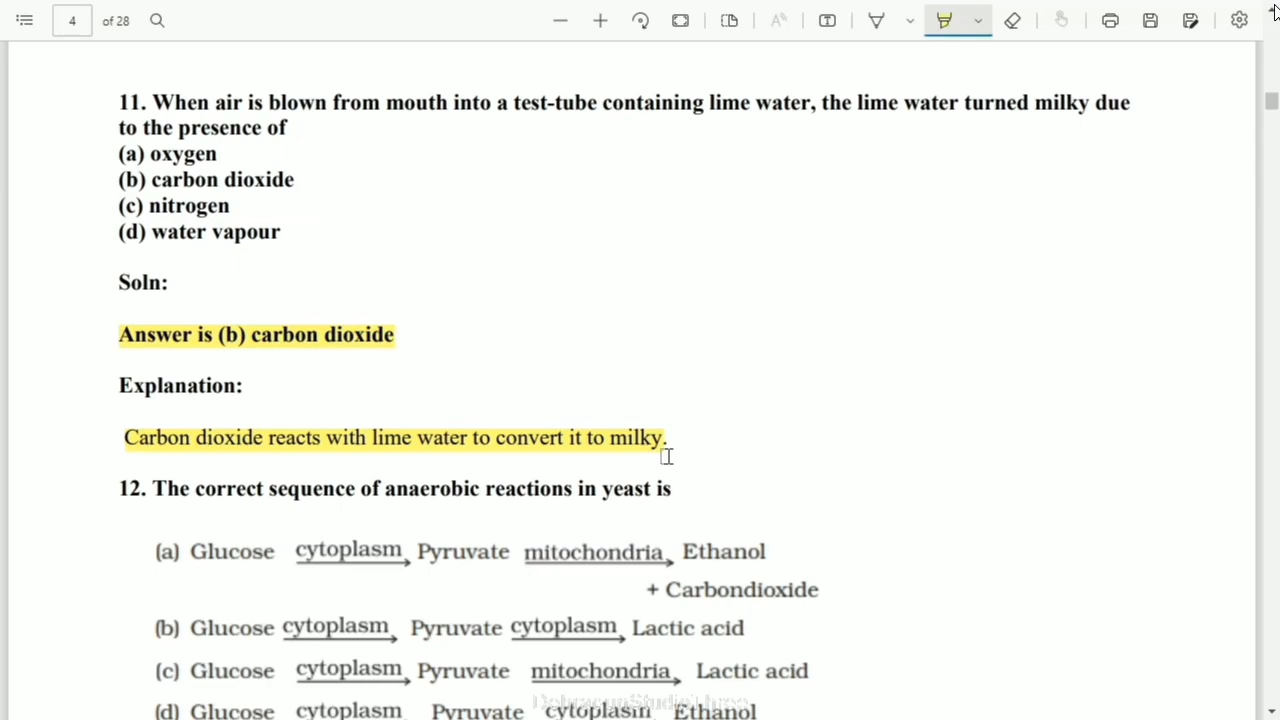 4 of 28
11. When air is blown from mouth into a test-tube containing lime water, the lime water turned milky due
to the presence of
(a) oxygen
(b) carbon dioxide
(c) nitrogen
(d) water vapour
Soln:
Answer is (b) carbon dioxide
Explanation:
Carbon dioxide reacts with lime water to convert it to milky.
12. The correct sequence of anaerobic reactions in yeast is
(a) Glucose cytoplasm Pyruvate mitochondria Ethanol
+ Carbondioxide
(b) Glucose cytoplasm Pyruvate cytoplasm Lactic acid
(c) Glucose cytoplasm Pyruvate mitochondria Lactic acid
(d) Glucose cytoplasm Pyruvate cytoplasm Ethanol